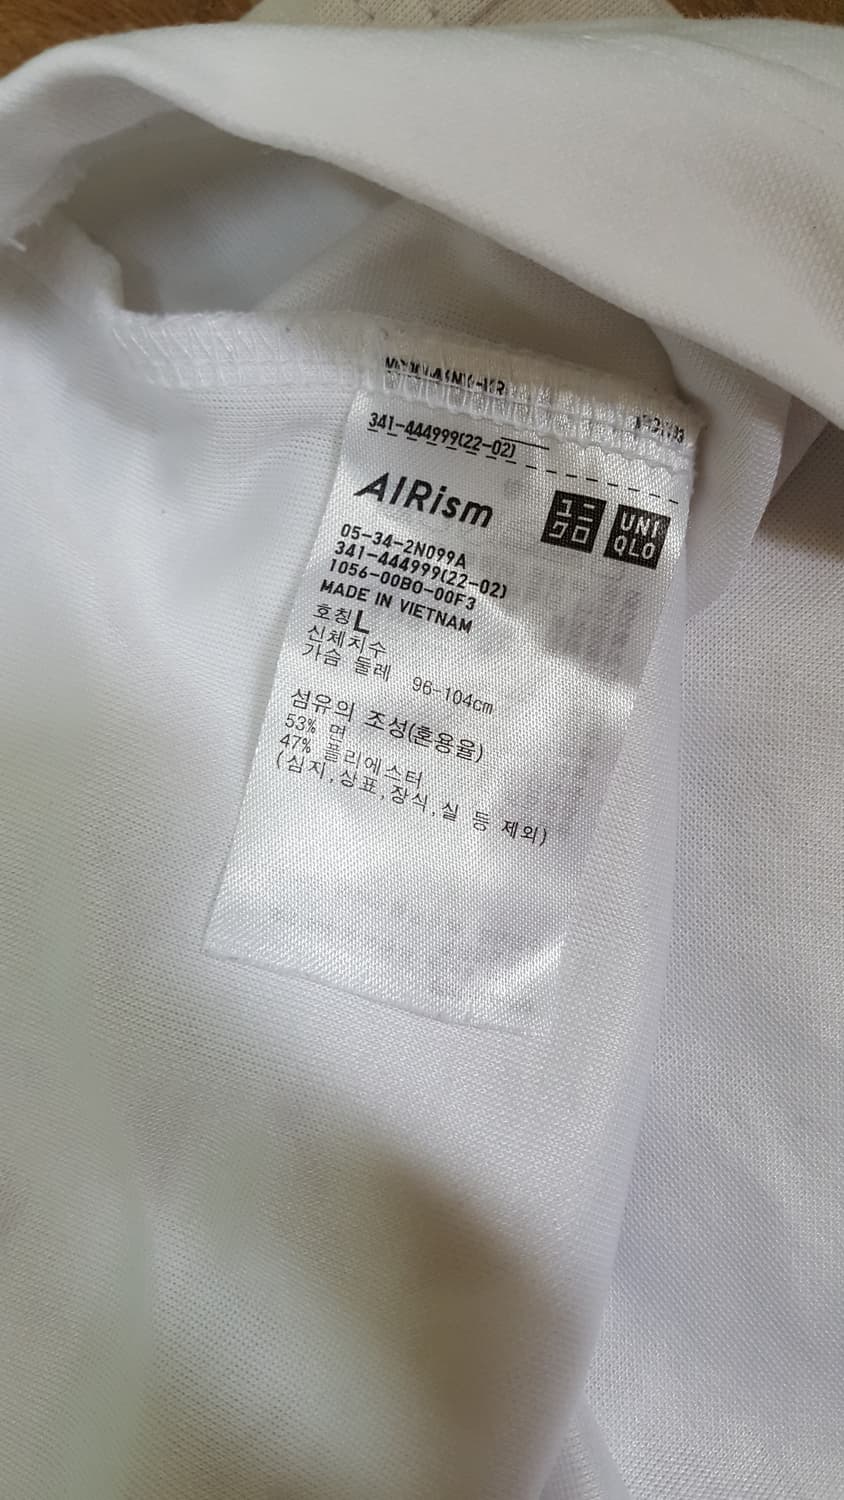 341-444999(22-02)
AIRism
ユニ
クロ
UNI
QLO
05-34-2N099A
341-444999(22-02)
1056-00B0-00F3
MADE IN VIETNAM
호칭 L
신체치수
가슴 둘레 96-104cm
섬유의 조성(혼용율)
53% 면
47% 폴리에스터
(심지,상표,장식,실 등 제외)